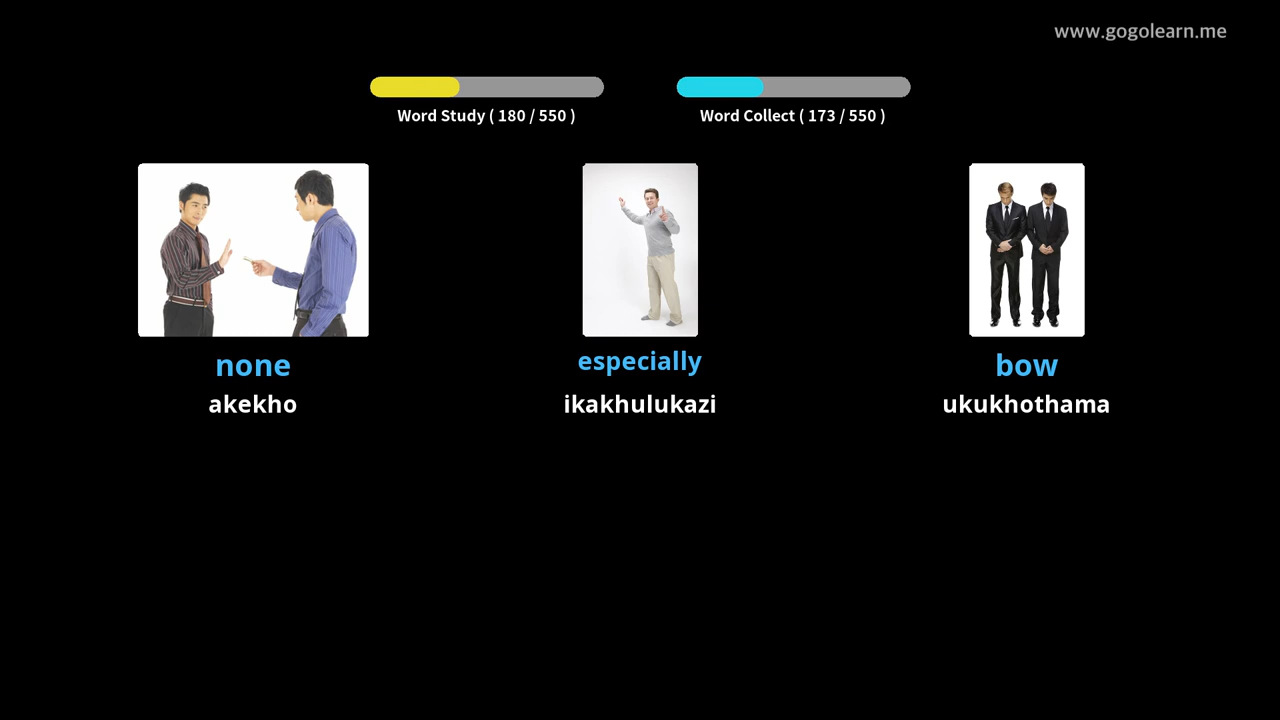 www.gogolearn.me
Word Study ( 180 / 550 )
Word Collect ( 173 / 550 )
none
especially
bow
akekho
ikakhulukazi
ukukhothama